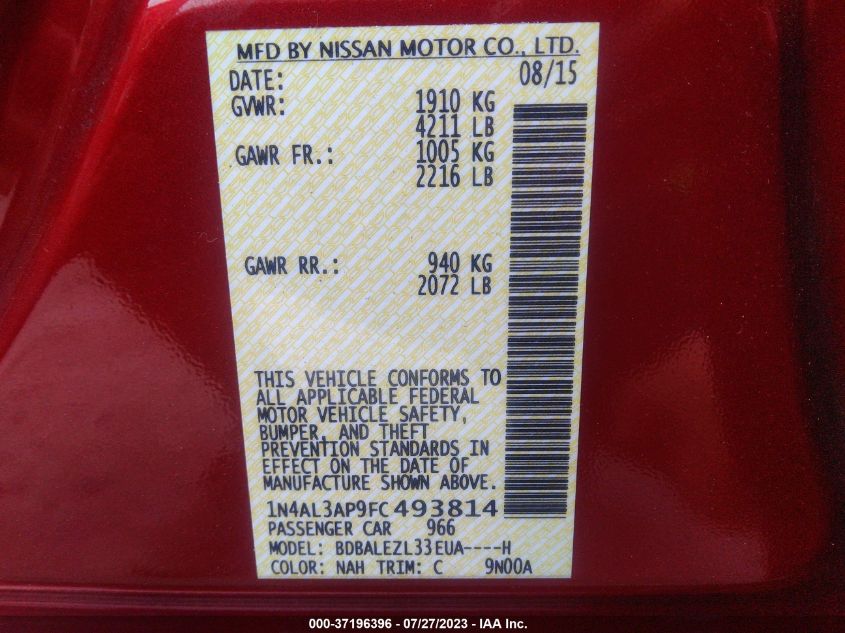 MFD BY NISSAN MOTOR CO., LTD.
DATE: 08/15
GVWR: 1910 KG
4211 LB
GAWR FR.: 1005 KG
2216 LB
GAWR RR.: 940 KG
2072 LB
THIS VEHICLE CONFORMS TO
ALL APPLICABLE FEDERAL
MOTOR VEHICLE SAFETY,
BUMPER, AND THEFT
PREVENTION STANDARDS IN
EFFECT ON THE DATE OF
MANUFACTURE SHOWN ABOVE.
1N4AL3AP9FC493814
PASSENGER CAR 966
MODEL: BDBALEZL33EUA----H
COLOR: NAH TRIM: C 9N00A
000-37196396 - 07/27/2023 - IAA Inc.